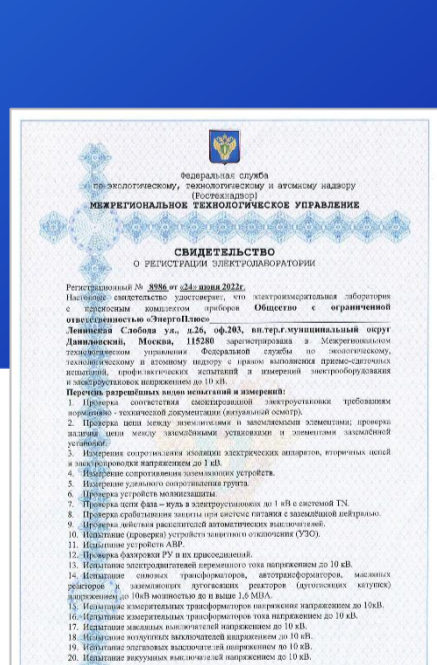 Федеральная служба
по экологическому, технологическому и атомному надзору
(Ростехнадзор)
МЕЖРЕГИОНАЛЬНОЕ ТЕХНОЛОГИЧЕСКОЕ УПРАВЛЕНИЕ
СВИДЕТЕЛЬСТВО
О РЕГИСТРАЦИИ ЭЛЕКТРОЛАБОРАТОРИИ
Регистрационный № 8986 от «24» июня 2022г.
Настоящее свидетельство удостоверяет, что электроизмерительная лаборатория
с переносным комплектом приборов Общество с ограниченной
ответственностью «ЭнергоПлюс»
Ленинская Слобода ул., д.26, оф.203, вн.тер.г.муниципальный округ
Даниловский, Москва, 115280 зарегистрирована в Межрегиональном
технологическом управлении Федеральной службы по экологическому,
технологическому и атомному надзору с правом выполнения приемо-сдаточных
испытаний, профилактических испытаний и измерений электрооборудования
и электроустановок напряжением до 10 кВ.
Перечень разрешённых видов испытаний и измерений:
1. Проверка соответствия смонтированной электроустановки требованиям
нормативно - технической документации (визуальный осмотр).
2. Проверка цепи между заземлителями и заземляемыми элементами; проверка
наличия цепи между заземлёнными установками и элементами заземлённой
установки.
3. Измерения сопротивления изоляции электрических аппаратов, вторичных цепей
и электропроводки напряжением до 1 кВ.
4. Измерение сопротивления заземляющих устройств.
5. Измерение удельного сопротивления грунта.
6. Проверка устройств молниезащиты.
7. Проверка цепи фаза – нуль в электроустановках до 1 кВ с системой TN.
8. Проверка срабатывания защиты при системе питания с заземлённой нейтралью.
9. Проверка действия расцепителей автоматических выключателей.
10. Испытание (проверка) устройств защитного отключения (УЗО).
11. Испытание устройств АВР.
12. Проверка фазировки РУ и их присоединений.
13. Испытание электродвигателей переменного тока напряжением до 10 кВ.
14. Испытание силовых трансформаторов, автотрансформаторов, масляных
реакторов и заземляющих дугогасящих реакторов (дугогасящих катушек)
напряжением до 10кВ мощностью до и выше 1,6 МВА.
15. Испытание измерительных трансформаторов напряжения напряжением до 10кВ.
16. Испытание измерительных трансформаторов тока напряжением до 10 кВ.
17. Испытание масляных выключателей напряжением до 10 кВ.
18. Испытание воздушных выключателей напряжением до 10 кВ.
19. Испытание элегазовых выключателей напряжением до 10 кВ.
20. Испытание вакуумных выключателей напряжением до 10 кВ.